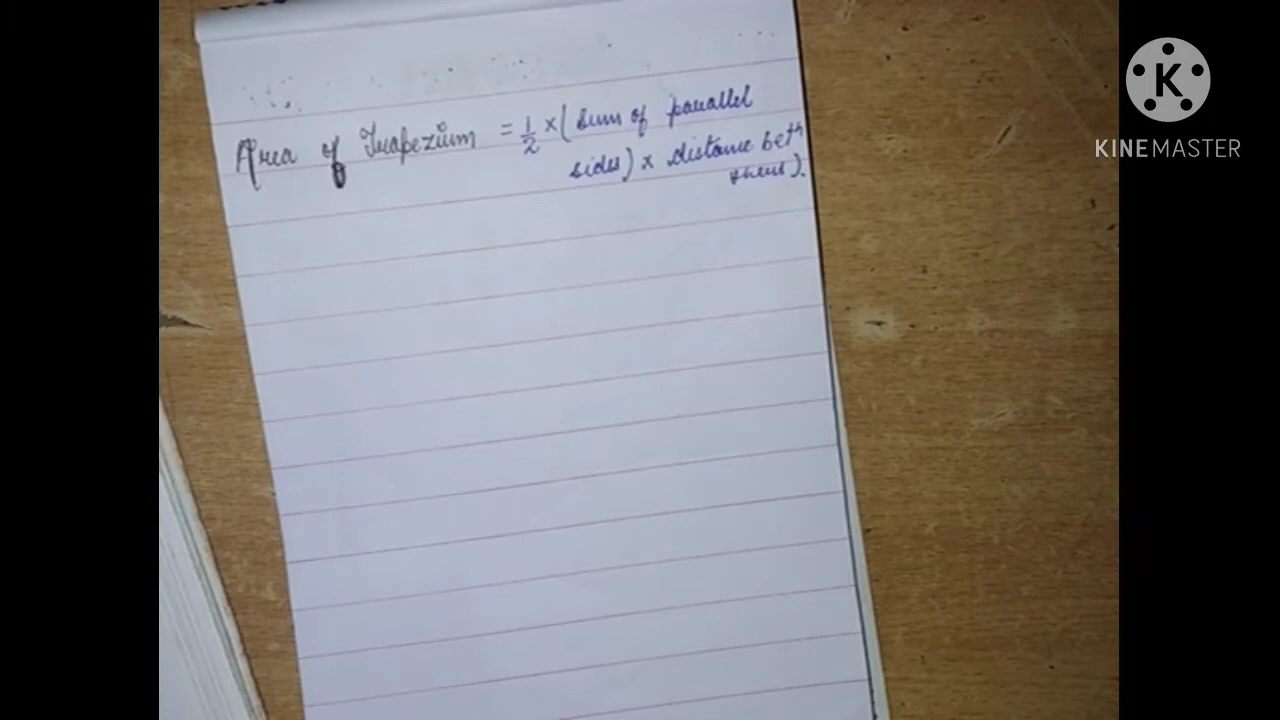 Area of Trapezium = 1/2 × (sum of parallel
sides) × distance betn
them).
K
KINEMASTER